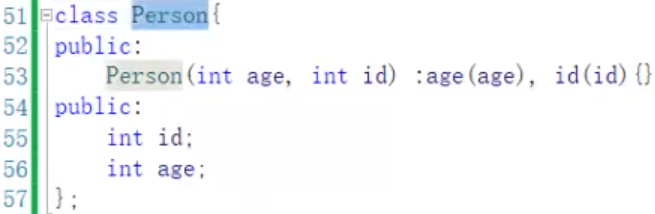 51 class Person{
52 public:
53     Person(int age, int id) :age(age), id(id){}
54 public:
55     int id;
56     int age;
57 };